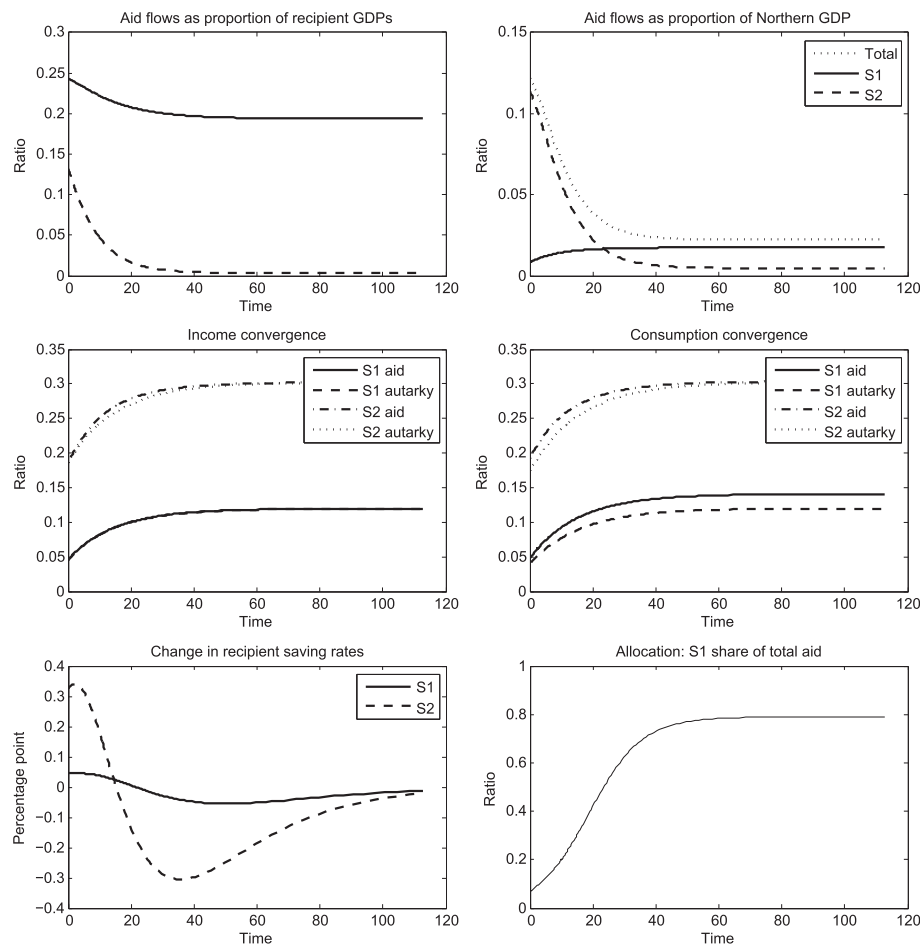 Aid flows as proportion of recipient GDPs
0.3
0.25
0.2
0.15
0.1
0.05
0
Ratio
0 20 40 60 80 100 120
Time
Aid flows as proportion of Northern GDP
0.15
0.1
0.05
0
Ratio
Total
S1
S2
0 20 40 60 80 100 120
Time
Income convergence
0.35
0.3
0.25
0.2
0.15
0.1
0.05
0
Ratio
S1 aid
S1 autarky
S2 aid
S2 autarky
0 20 40 60 80 100 120
Time
Consumption convergence
0.35
0.3
0.25
0.2
0.15
0.1
0.05
0
Ratio
S1 aid
S1 autarky
S2 aid
S2 autarky
0 20 40 60 80 100 120
Time
Change in recipient saving rates
0.4
0.3
0.2
0.1
0
−0.1
−0.2
−0.3
−0.4
Percentage point
S1
S2
0 20 40 60 80 100 120
Time
Allocation: S1 share of total aid
1
0.8
0.6
0.4
0.2
0
Ratio
0 20 40 60 80 100 120
Time